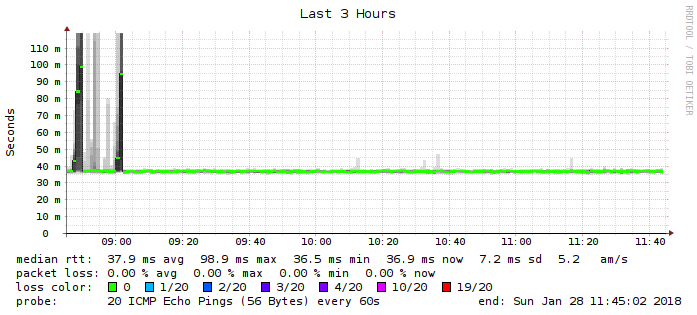 Last 3 Hours
RRDTOOL / TOBI OETIKER
Seconds
110 m
100 m
90 m
80 m
70 m
60 m
50 m
40 m
30 m
20 m
10 m
0
09:00 09:20 09:40 10:00 10:20 10:40 11:00 11:20 11:40
median rtt: 37.9 ms avg 98.9 ms max 36.5 ms min 36.9 ms now 7.2 ms sd 5.2 am/s
packet loss: 0.00 % avg 0.00 % max 0.00 % min 0.00 % now
loss color: 0 1/20 2/20 3/20 4/20 10/20 19/20
probe: 20 ICMP Echo Pings (56 Bytes) every 60s end: Sun Jan 28 11:45:02 2018